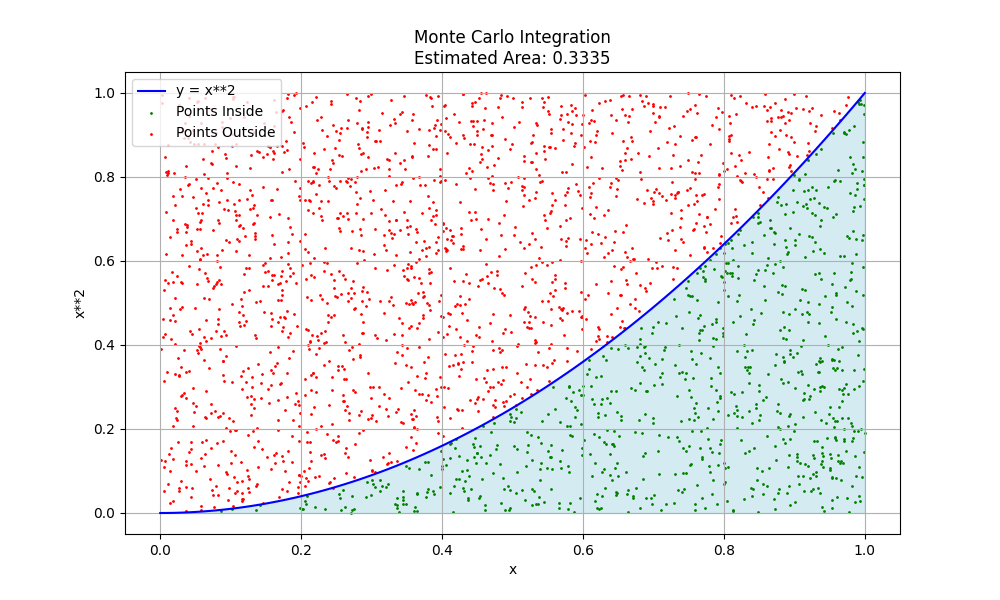 Monte Carlo Integration
Estimated Area: 0.3335
y = x**2
Points Inside
Points Outside
1.0
0.8
0.6
0.4
0.2
0.0
x**2
0.0 0.2 0.4 0.6 0.8 1.0
x